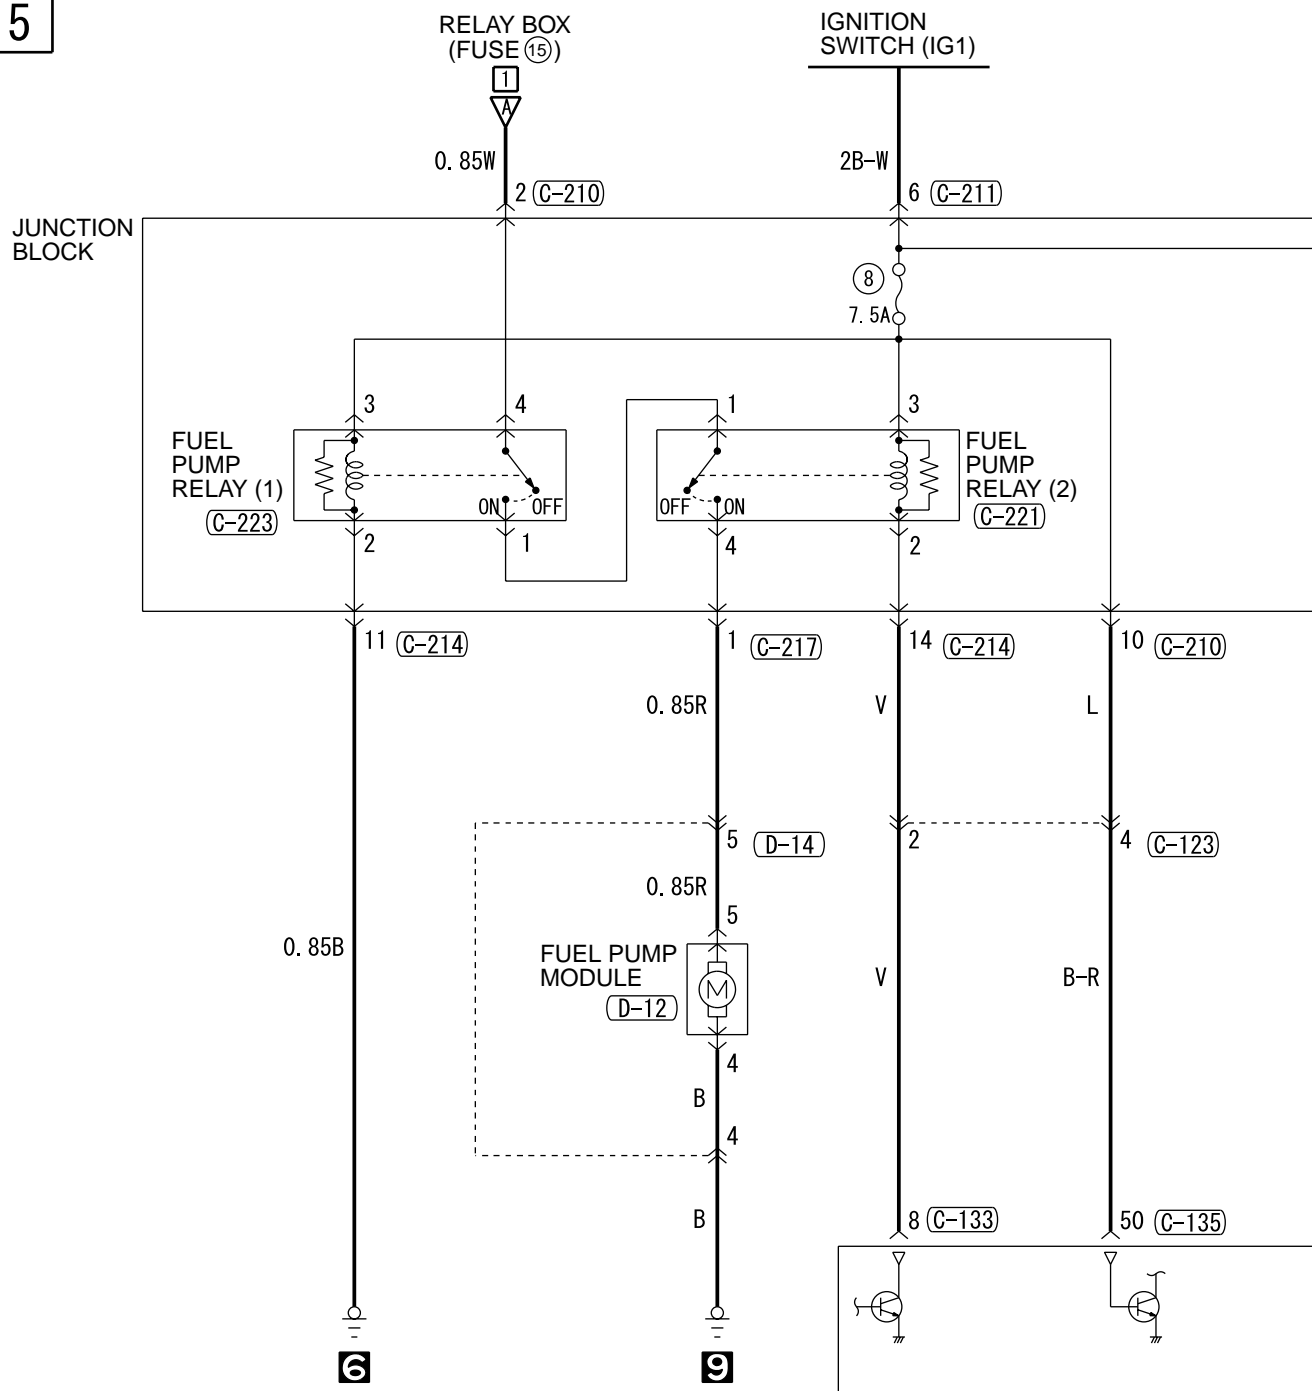 5
RELAY BOX
(FUSE ⑮)
1
A
IGNITION
SWITCH (IG1)
0.85W
2B-W
2 C-210
6 C-211
JUNCTION
BLOCK
8
7.5A
3
4
1
3
FUEL
PUMP
RELAY (1)
C-223
ON
OFF
OFF
ON
FUEL
PUMP
RELAY (2)
C-221
2
1
4
2
11 C-214
1 C-217
14 C-214
10 C-210
0.85R
V
L
5 D-14
2
4 C-123
0.85R
5
0.85B
FUEL PUMP
MODULE
D-12
M
V
B-R
4
B
4
B
8 C-133
50 C-135
6
9